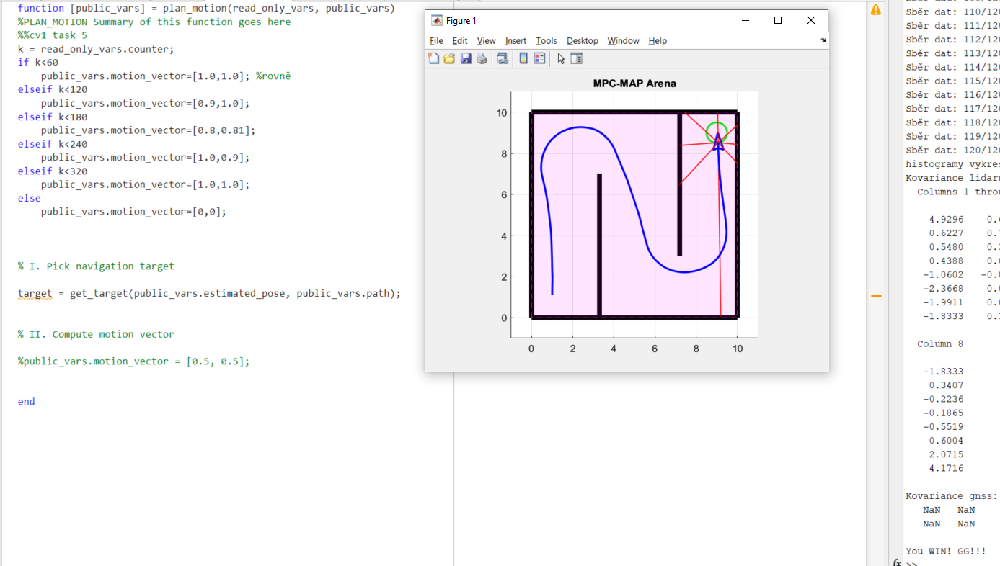 function [public_vars] = plan_motion(read_only_vars, public_vars)
%PLAN_MOTION Summary of this function goes here
%%cv1 task 5
k = read_only_vars.counter;
if k<60
public_vars.motion_vector=[1.0,1.0]; %rovně
elseif k<120
public_vars.motion_vector=[0.9,1.0];
elseif k<180
public_vars.motion_vector=[0.8,0.81];
elseif k<240
public_vars.motion_vector=[1.0,0.9];
elseif k<320
public_vars.motion_vector=[1.0,1.0];
else
public_vars.motion_vector=[0,0];
% I. Pick navigation target
target = get_target(public_vars.estimated_pose, public_vars.path);
% II. Compute motion vector
%public_vars.motion_vector = [0.5, 0.5];
end
Figure 1
File Edit View Insert Tools Desktop Window Help
MPC-MAP Arena
10
8
6
4
2
0
0 2 4 6 8 10
Sběr dat: 110/120
Sběr dat: 111/120
Sběr dat: 112/120
Sběr dat: 113/120
Sběr dat: 114/120
Sběr dat: 115/120
Sběr dat: 116/120
Sběr dat: 117/120
Sběr dat: 118/120
Sběr dat: 119/120
Sběr dat: 120/120
histogramy vykres
Kovariance lidaru
Columns 1 throu
4.9296 0.
0.6227 0.
0.5480 0.
0.4388 0.
-1.0602 -0.
-2.3668 0.
-1.9911 0.
-1.8333 0.
Column 8
-1.8333
0.3407
-0.2236
-0.1865
-0.5519
0.6004
2.0715
4.1716
Kovariance gnss:
NaN NaN
NaN NaN
You WIN! GG!!!
fx >>